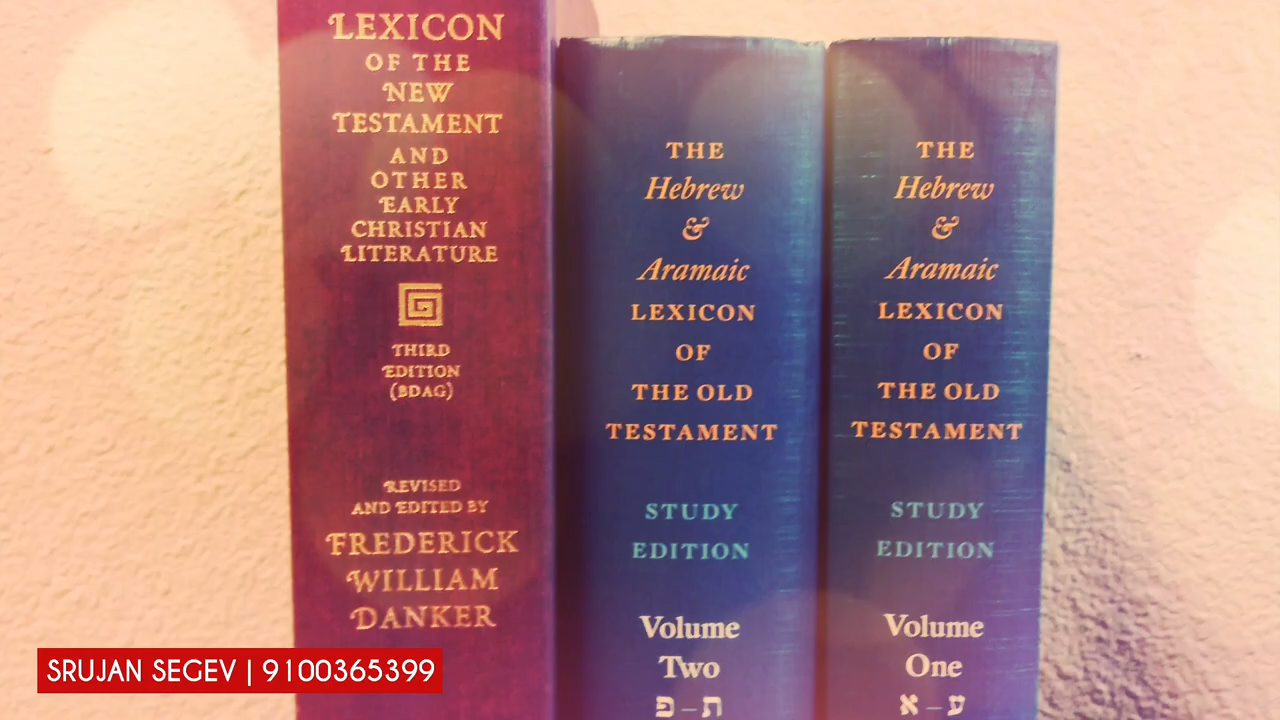 LEXICON
OF THE
NEW
TESTAMENT
AND
OTHER
EARLY
CHRISTIAN
LITERATURE
THIRD
EDITION
(BDAG)
REVISED
AND EDITED BY
FREDERICK
WILLIAM
DANKER
THE
Hebrew
&
Aramaic
LEXICON
OF
THE OLD
TESTAMENT
STUDY
EDITION
Volume
Two
פ – ת
THE
Hebrew
&
Aramaic
LEXICON
OF
THE OLD
TESTAMENT
STUDY
EDITION
Volume
One
א – ע
SRUJAN SEGEV | 9100365399